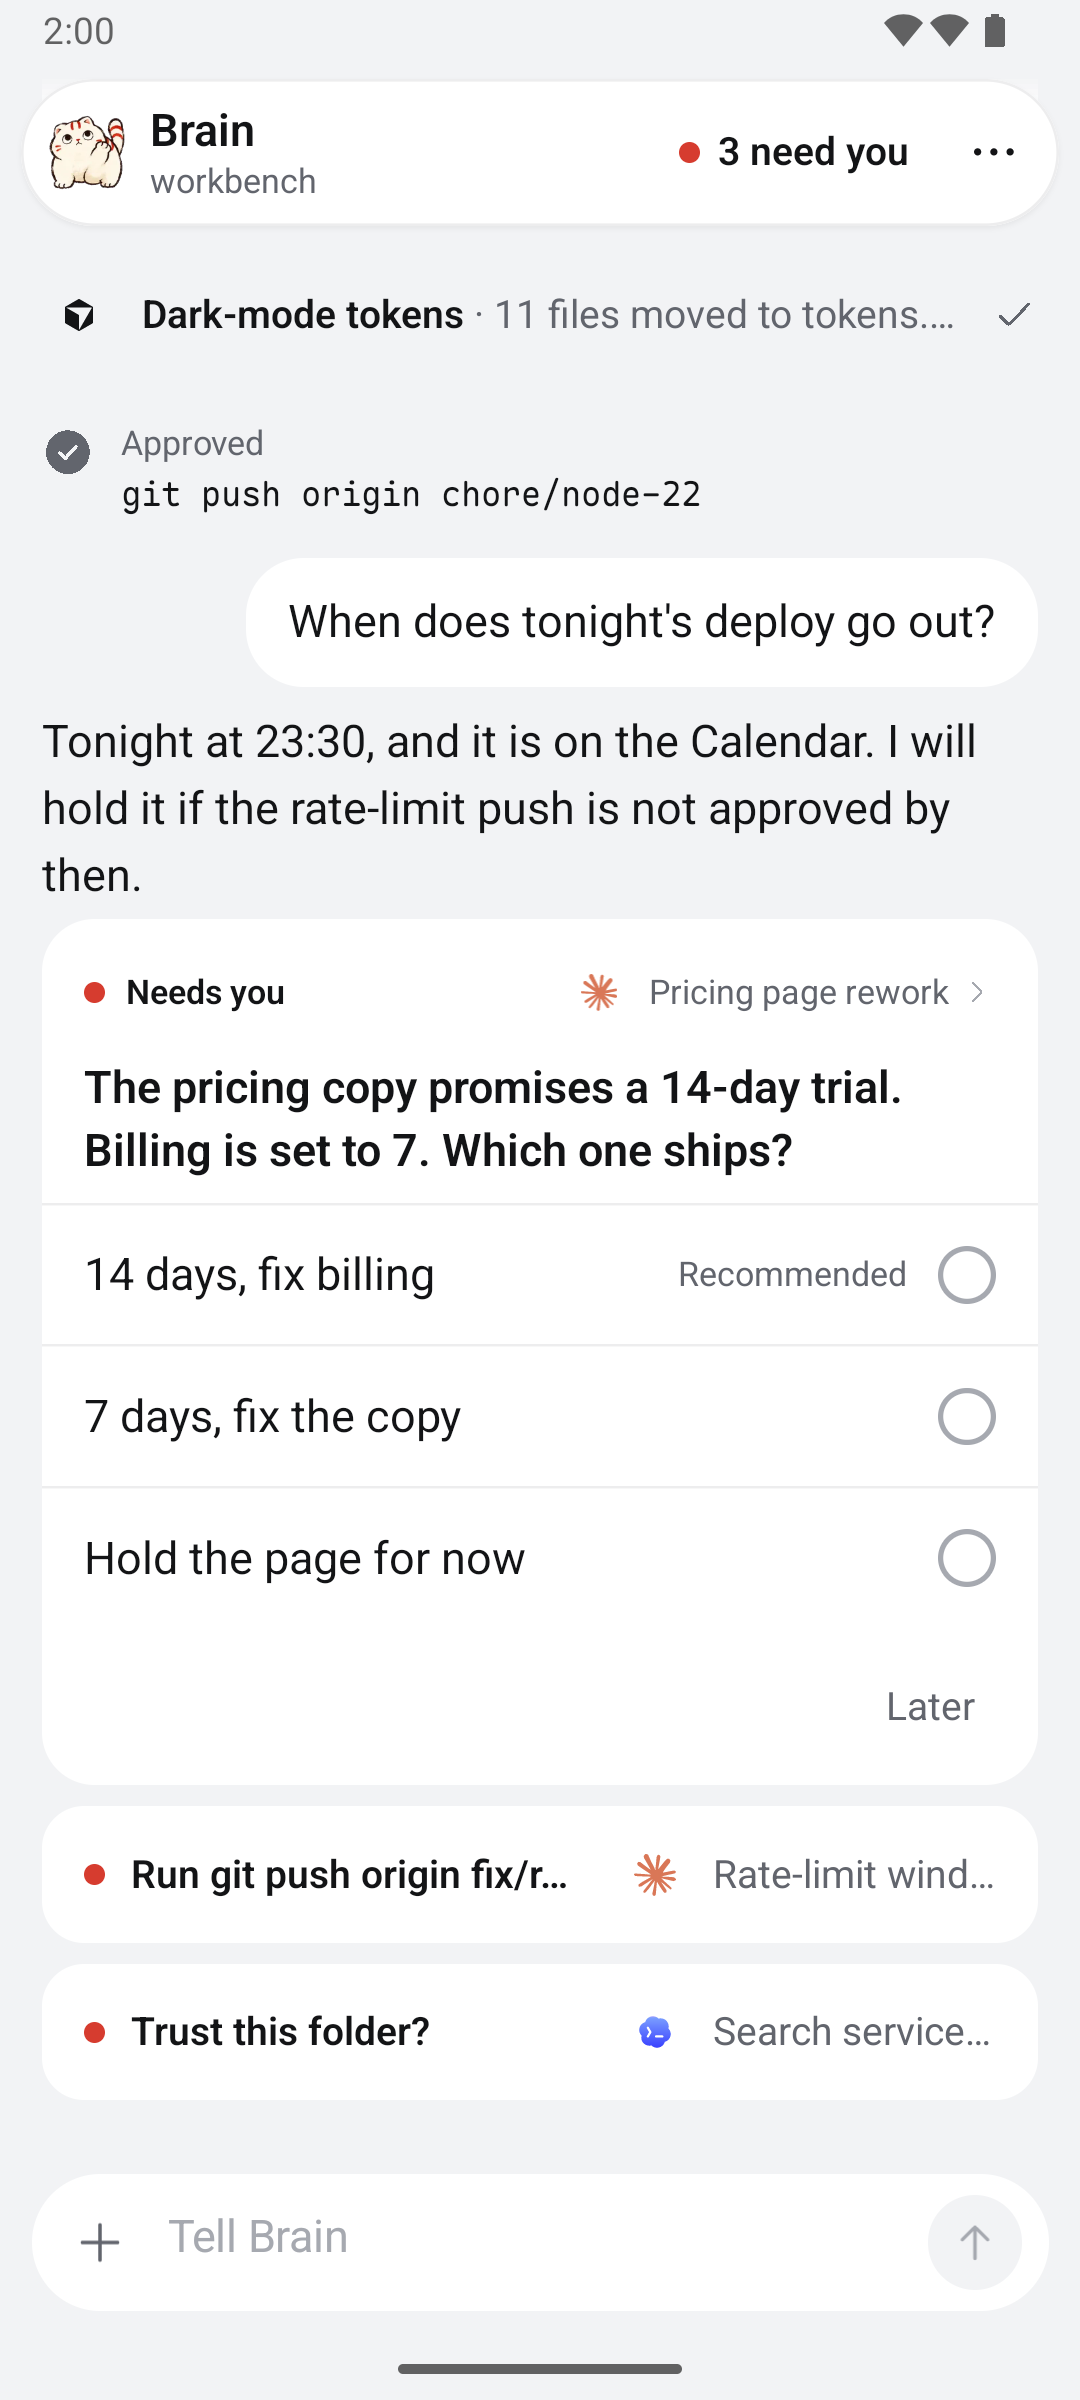 2:00
Brain
workbench
3 need you
Dark-mode tokens · 11 files moved to tokens.…
Approved
git push origin chore/node-22
When does tonight's deploy go out?
Tonight at 23:30, and it is on the Calendar. I will
hold it if the rate-limit push is not approved by
then.
Needs you
Pricing page rework
The pricing copy promises a 14-day trial.
Billing is set to 7. Which one ships?
14 days, fix billing
Recommended
7 days, fix the copy
Hold the page for now
Later
Run git push origin fix/r…
Rate-limit wind…
Trust this folder?
Search service…
Tell Brain